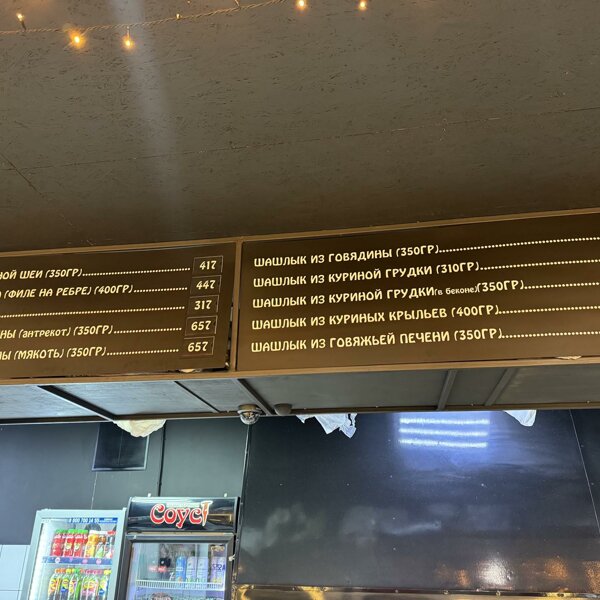 НОЙ ШЕИ (350ГР) 417
(ФИЛЕ НА РЕБРЕ) (400ГР) 447
317
НЫ (антрекот) (350ГР) 657
НЫ (МЯКОТЬ) (350ГР) 657
ШАШЛЫК ИЗ ГОВЯДИНЫ (350ГР)
ШАШЛЫК ИЗ КУРИНОЙ ГРУДКИ (310ГР)
ШАШЛЫК ИЗ КУРИНОЙ ГРУДКИ (в беконе) (350ГР)
ШАШЛЫК ИЗ КУРИНЫХ КРЫЛЬЕВ (400ГР)
ШАШЛЫК ИЗ ГОВЯЖЬЕЙ ПЕЧЕНИ (350ГР)
Соус!